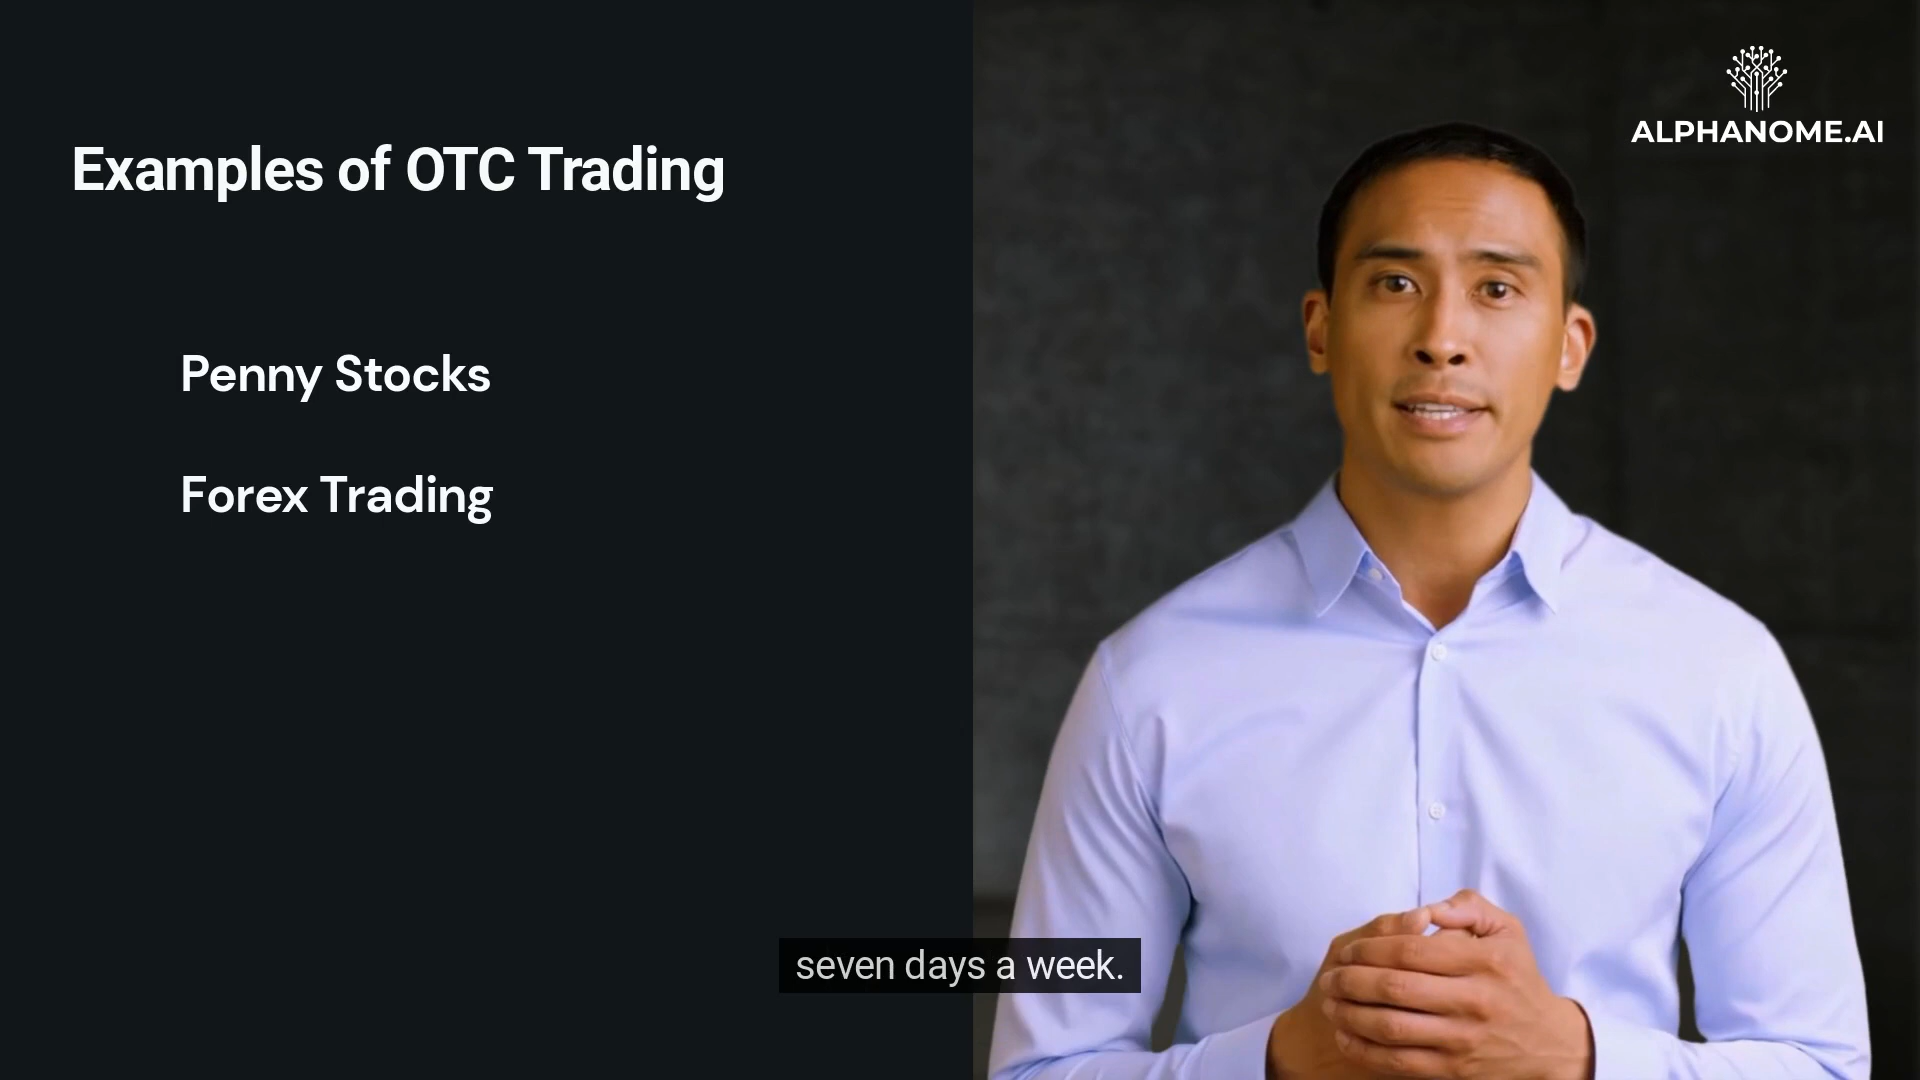 Examples of OTC Trading
Penny Stocks
Forex Trading
ALPHANOME.AI
seven days a week.